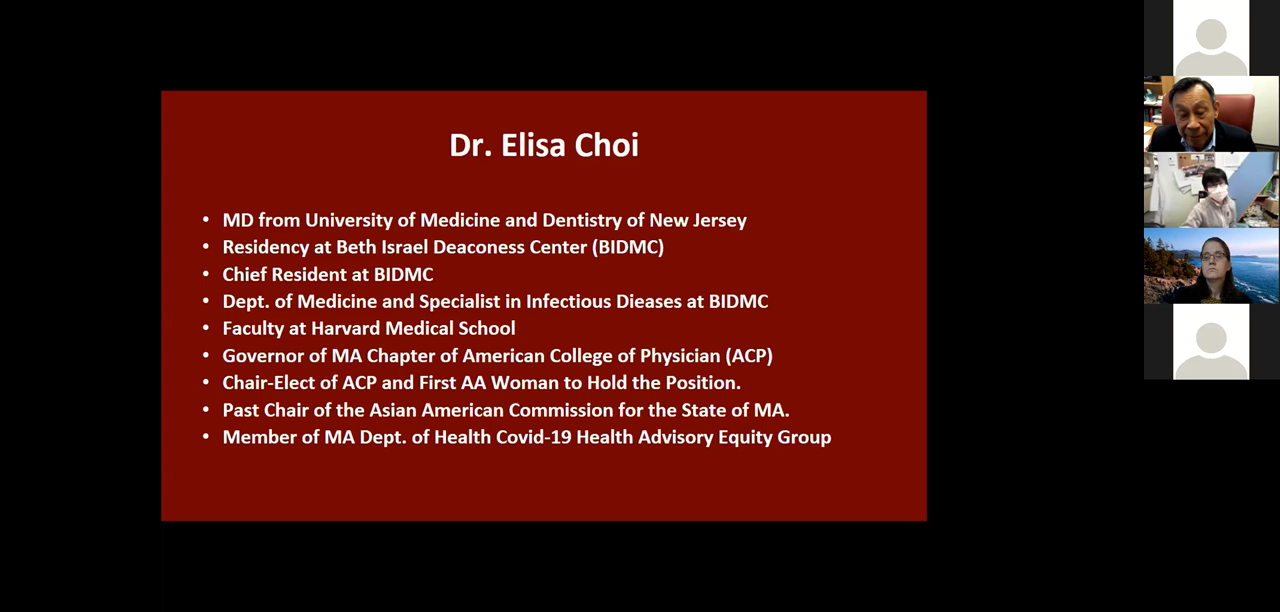 Dr. Elisa Choi
• MD from University of Medicine and Dentistry of New Jersey
• Residency at Beth Israel Deaconess Center (BIDMC)
• Chief Resident at BIDMC
• Dept. of Medicine and Specialist in Infectious Dieases at BIDMC
• Faculty at Harvard Medical School
• Governor of MA Chapter of American College of Physician (ACP)
• Chair-Elect of ACP and First AA Woman to Hold the Position.
• Past Chair of the Asian American Commission for the State of MA.
• Member of MA Dept. of Health Covid-19 Health Advisory Equity Group